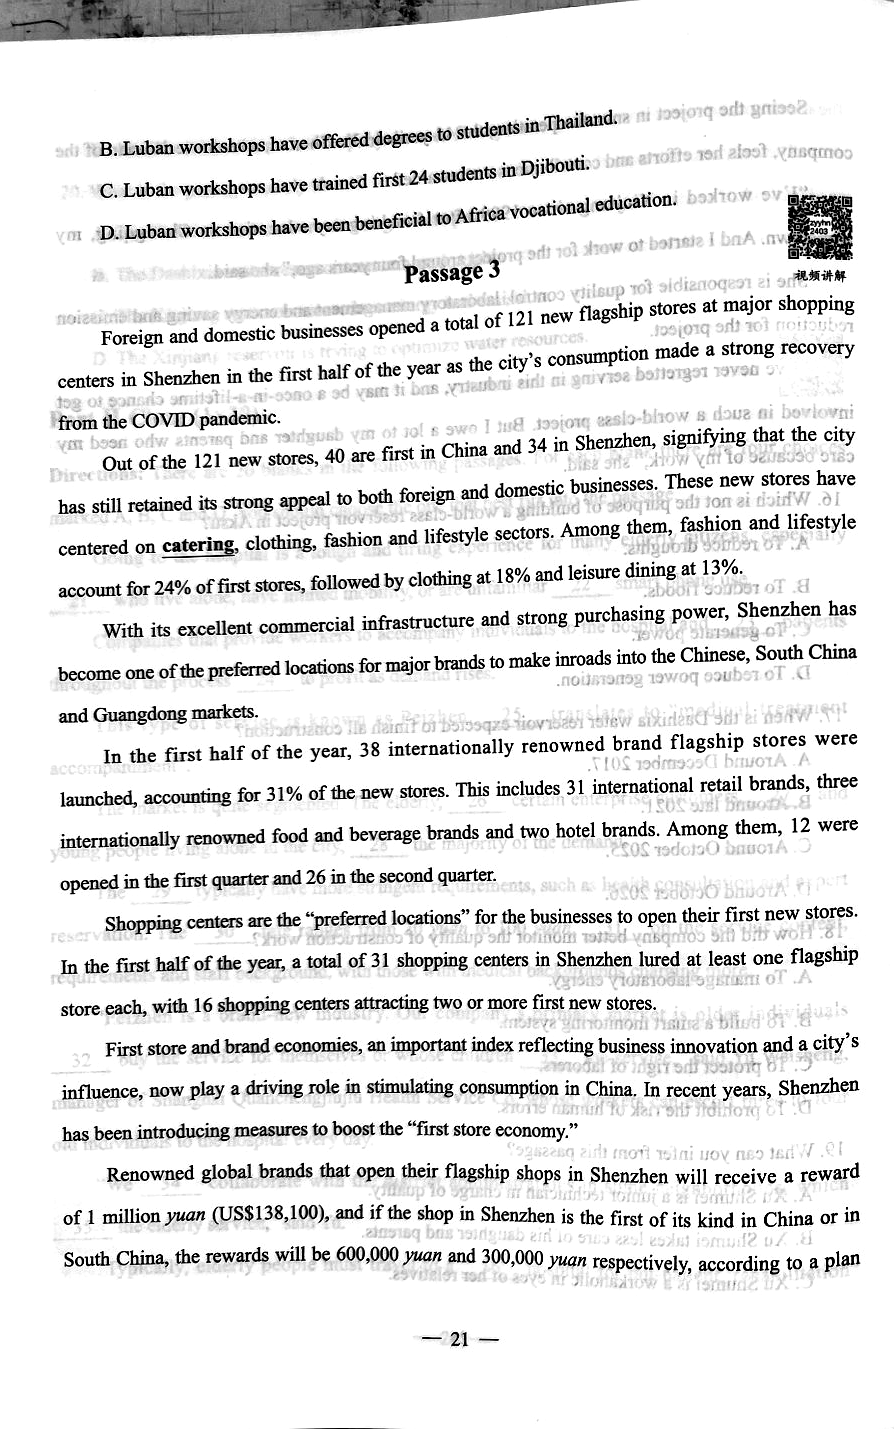 B. Luban workshops have offered degrees to students in Thailand.
C. Luban workshops have trained first 24 students in Djibouti.
D. Luban workshops have been beneficial to Africa vocational education.
zyyhn
2403
视频讲解
Passage 3
Foreign and domestic businesses opened a total of 121 new flagship stores at major shopping
centers in Shenzhen in the first half of the year as the city's consumption made a strong recovery
from the COVID pandemic.
Out of the 121 new stores, 40 are first in China and 34 in Shenzhen, signifying that the city
has still retained its strong appeal to both foreign and domestic businesses. These new stores have
centered on catering, clothing, fashion and lifestyle sectors. Among them, fashion and lifestyle
account for 24% of first stores, followed by clothing at 18% and leisure dining at 13%.
With its excellent commercial infrastructure and strong purchasing power, Shenzhen has
become one of the preferred locations for major brands to make inroads into the Chinese, South China
and Guangdong markets.
In the first half of the year, 38 internationally renowned brand flagship stores were
launched, accounting for 31% of the new stores. This includes 31 international retail brands, three
internationally renowned food and beverage brands and two hotel brands. Among them, 12 were
opened in the first quarter and 26 in the second quarter.
Shopping centers are the “preferred locations” for the businesses to open their first new stores.
In the first half of the year, a total of 31 shopping centers in Shenzhen lured at least one flagship
store each, with 16 shopping centers attracting two or more first new stores.
First store and brand economies, an important index reflecting business innovation and a city's
influence, now play a driving role in stimulating consumption in China. In recent years, Shenzhen
has been introducing measures to boost the “first store economy.”
Renowned global brands that open their flagship shops in Shenzhen will receive a reward
of 1 million yuan (US$138,100), and if the shop in Shenzhen is the first of its kind in China or in
South China, the rewards will be 600,000 yuan and 300,000 yuan respectively, according to a plan
— 21 —